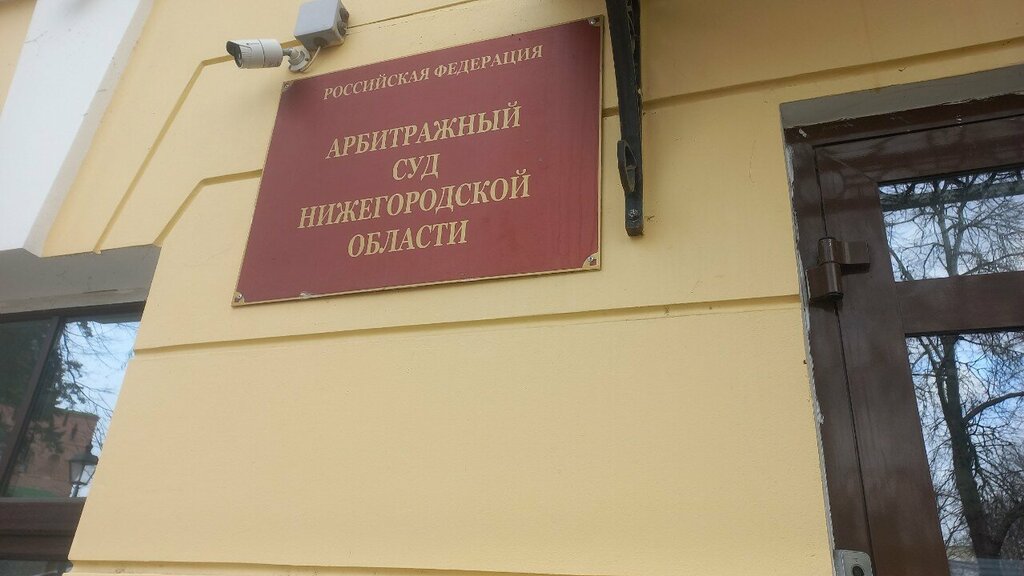 РОССИЙСКАЯ ФЕДЕРАЦИЯ
АРБИТРАЖНЫЙ
СУД
НИЖЕГОРОДСКОЙ
ОБЛАСТИ